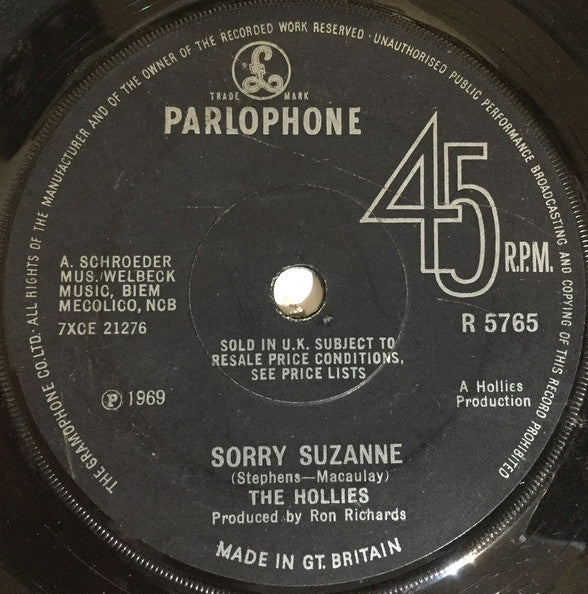 THE GRAMOPHONE CO.LTD. ALL RIGHTS OF THE MANUFACTURER AND OF THE OWNER OF THE RECORDED WORK RESERVED · UNAUTHORISED PUBLIC PERFORMANCE BROADCASTING AND COPYING OF THIS RECORD PROHIBITED
£
TRADE MARK
PARLOPHONE
45 R.P.M.
A. SCHROEDER
MUS./WELBECK
MUSIC, BIEM
MECOLICO, NCB
7XCE 21276
R 5765
SOLD IN U.K. SUBJECT TO
RESALE PRICE CONDITIONS,
SEE PRICE LISTS
Ⓟ 1969
A Hollies
Production
SORRY SUZANNE
(Stephens—Macaulay)
THE HOLLIES
Produced by Ron Richards
MADE IN GT. BRITAIN